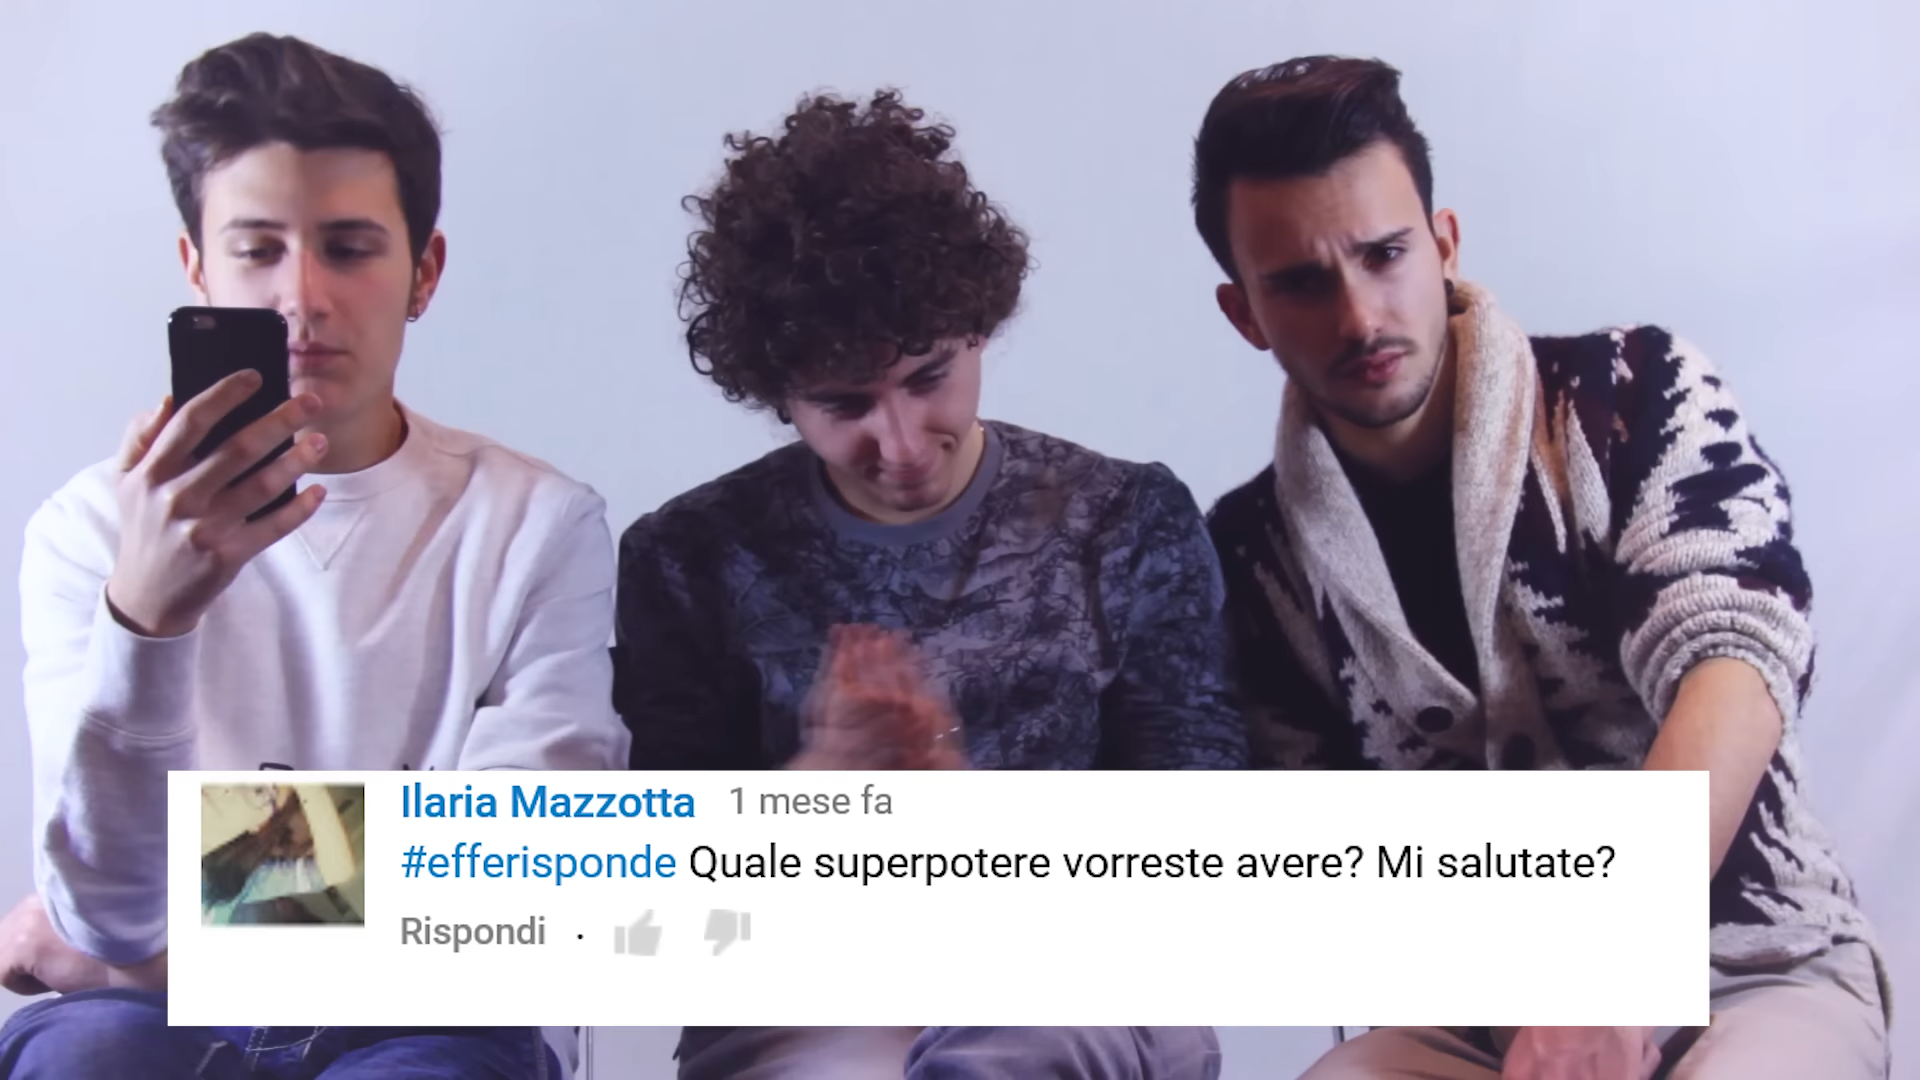 Ilaria Mazzotta 1 mese fa
#efferisponde Quale superpotere vorreste avere? Mi salutate?
Rispondi ·